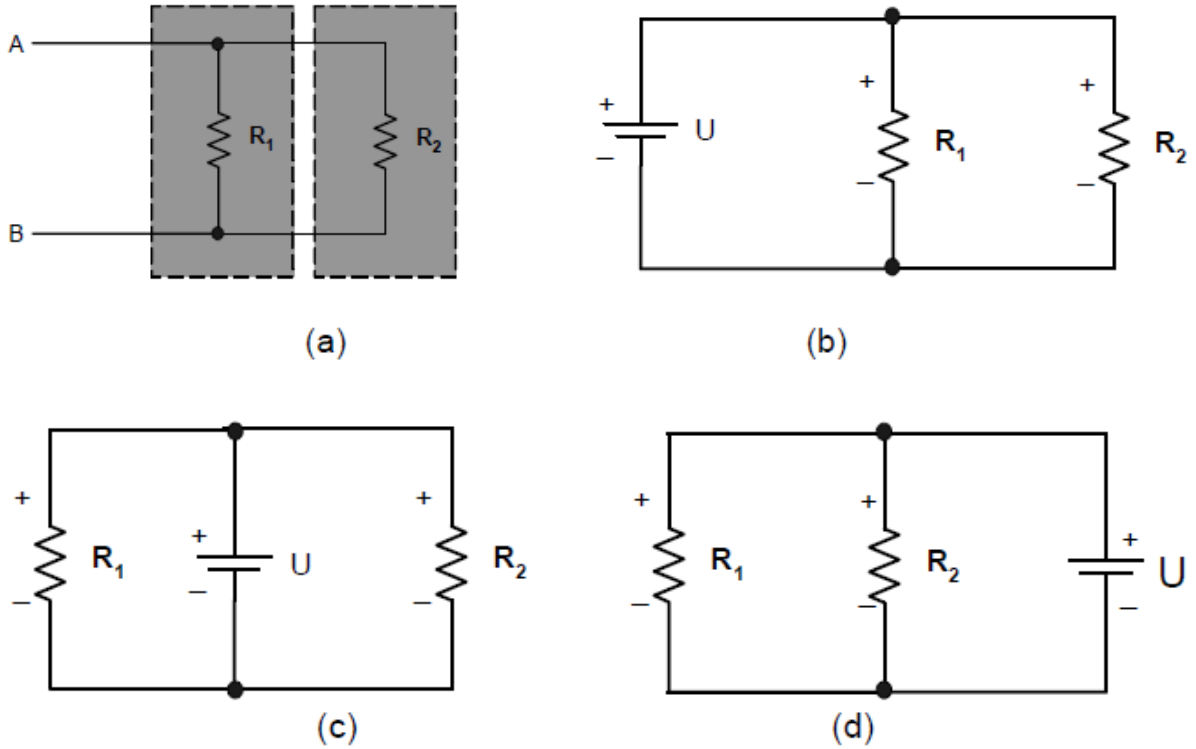 A
R1
R2
B
(a)
+
U
−
+
R1
−
+
R2
−
(b)
+
R1
−
+
U
−
+
R2
−
(c)
+
R1
−
+
R2
−
+
U
−
(d)